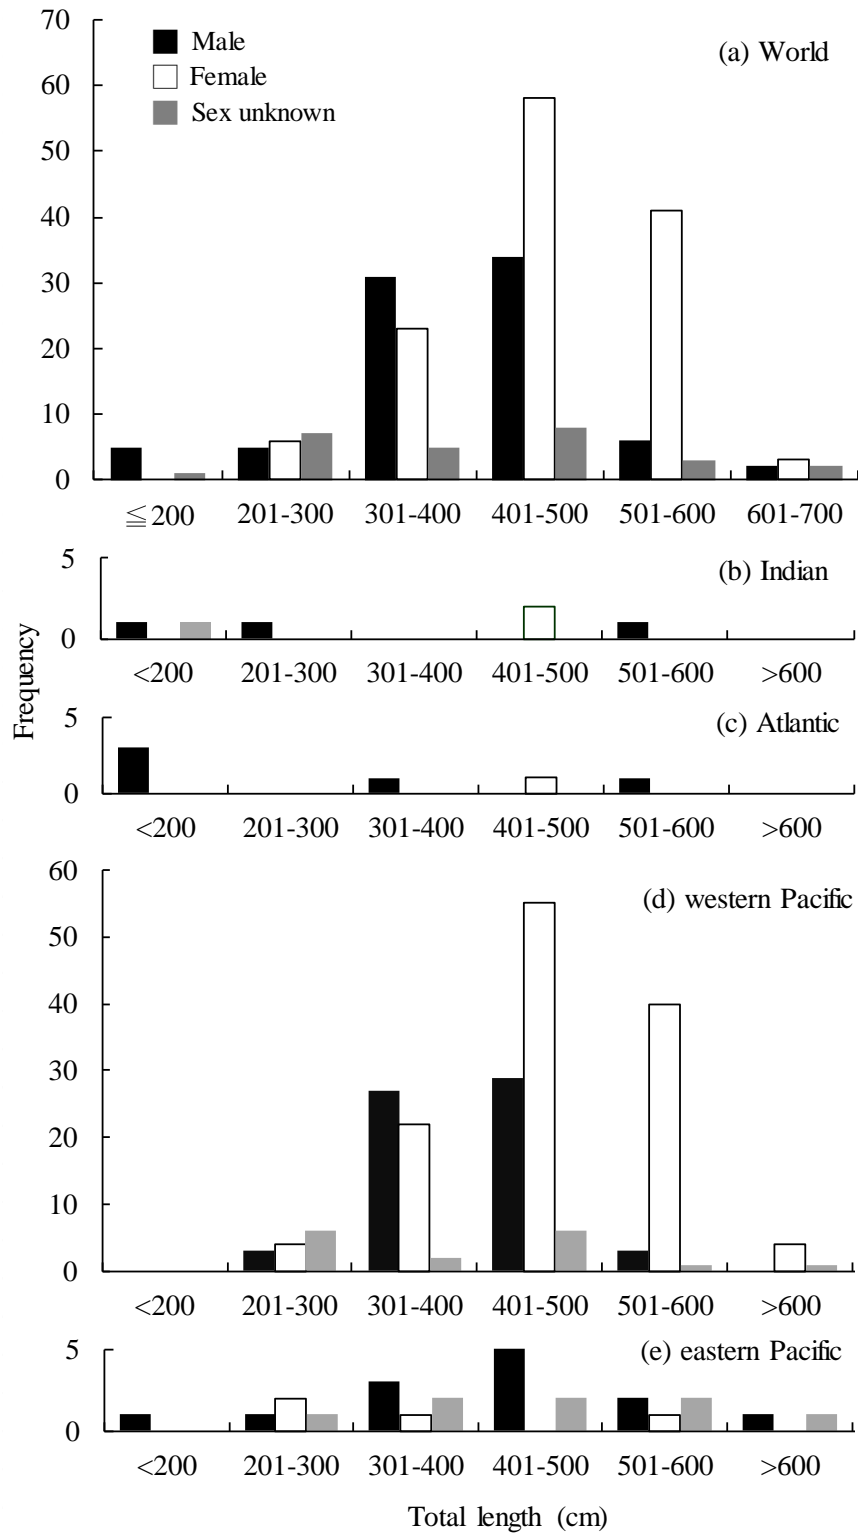 70
60
50
40
30
20
10
0
Male
Female
Sex unknown
(a) World
≦200 201-300 301-400 401-500 501-600 601-700
Frequency
5
0
(b) Indian
<200 201-300 301-400 401-500 501-600 >600
5
0
(c) Atlantic
<200 201-300 301-400 401-500 501-600 >600
60
50
40
30
20
10
0
(d) western Pacific
<200 201-300 301-400 401-500 501-600 >600
5
0
(e) eastern Pacific
<200 201-300 301-400 401-500 501-600 >600
Total length (cm)